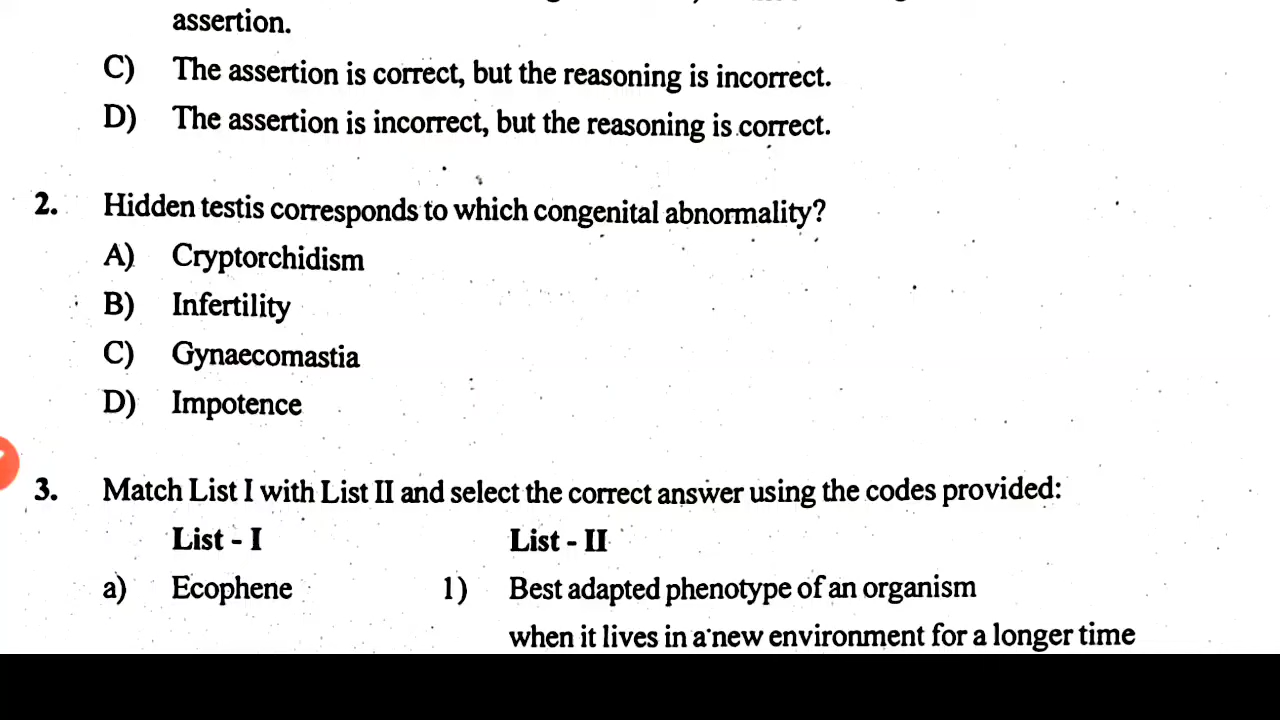 assertion.
C) The assertion is correct, but the reasoning is incorrect.
D) The assertion is incorrect, but the reasoning is correct.
2. Hidden testis corresponds to which congenital abnormality?
A) Cryptorchidism
B) Infertility
C) Gynaecomastia
D) Impotence
3. Match List I with List II and select the correct answer using the codes provided:
List - I List - II
a) Ecophene 1) Best adapted phenotype of an organism
when it lives in a new environment for a longer time